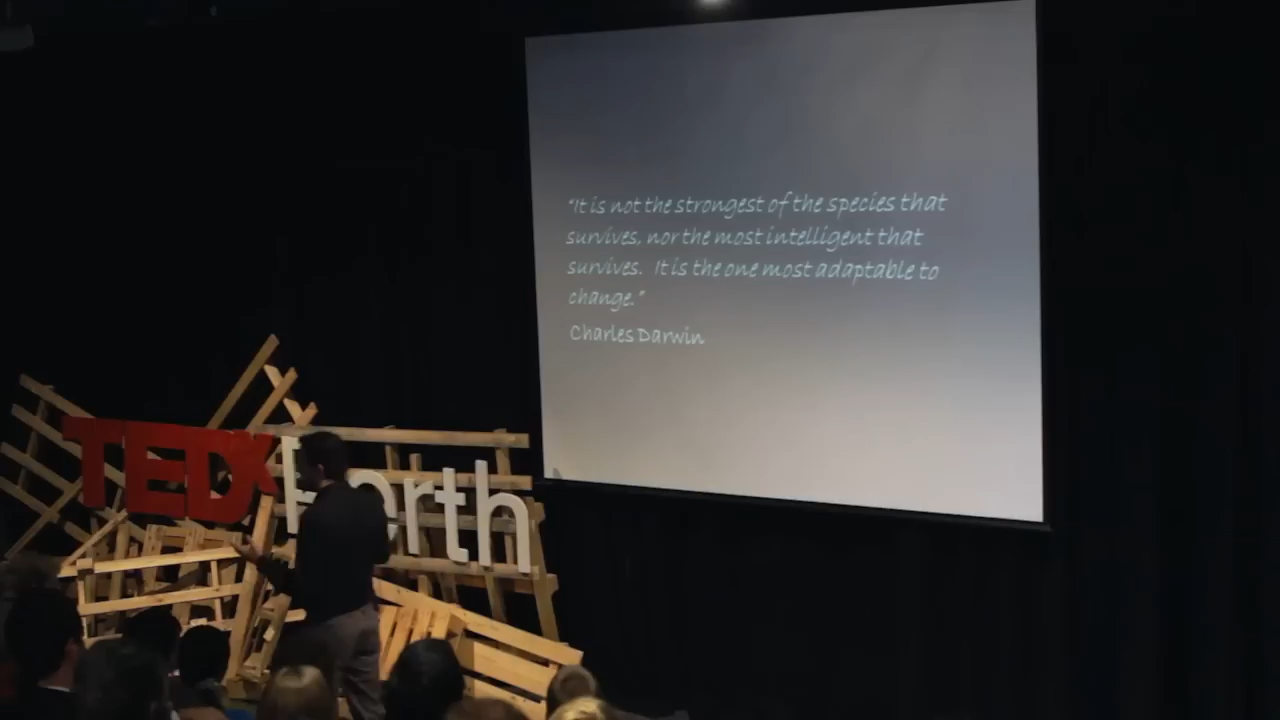 "It is not the strongest of the species that
survives, nor the most intelligent that
survives. It is the one most adaptable to
change."
Charles Darwin
TEDx
Perth